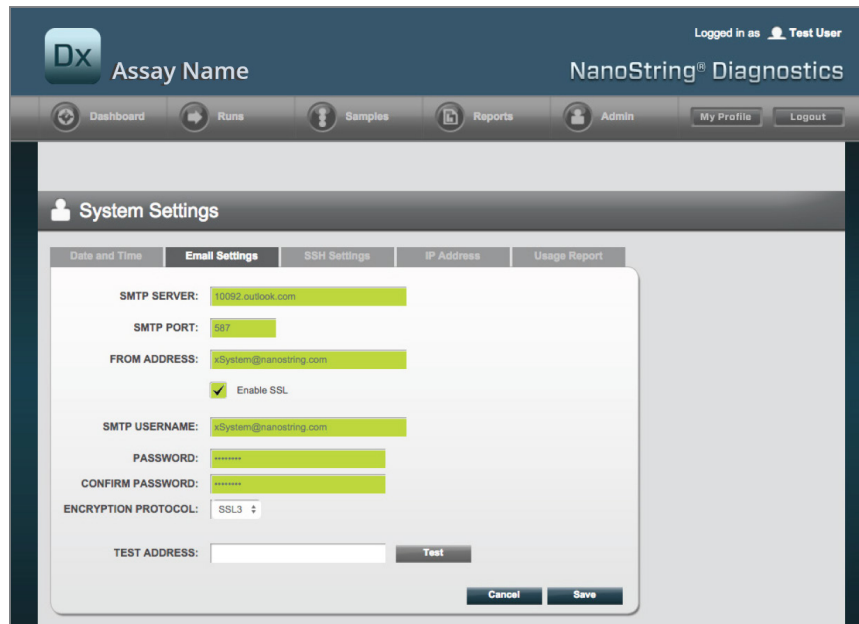 Logged in as Test User
Dx
Assay Name
NanoString® Diagnostics
Dashboard Runs Samples Reports Admin My Profile Logout
System Settings
Date and Time Email Settings SSH Settings IP Address Usage Report
SMTP SERVER: 10092.outlook.com
SMTP PORT: 587
FROM ADDRESS: xSystem@nanostring.com
Enable SSL
SMTP USERNAME: xSystem@nanostring.com
PASSWORD: ••••••••
CONFIRM PASSWORD: ••••••••
ENCRYPTION PROTOCOL: SSL3
TEST ADDRESS: Test
Cancel Save